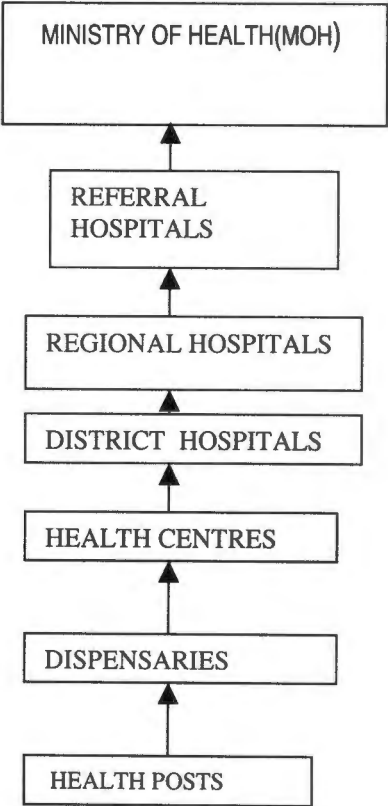 MINISTRY OF HEALTH(MOH)
REFERRAL
HOSPITALS
REGIONAL HOSPITALS
DISTRICT HOSPITALS
HEALTH CENTRES
DISPENSARIES
HEALTH POSTS